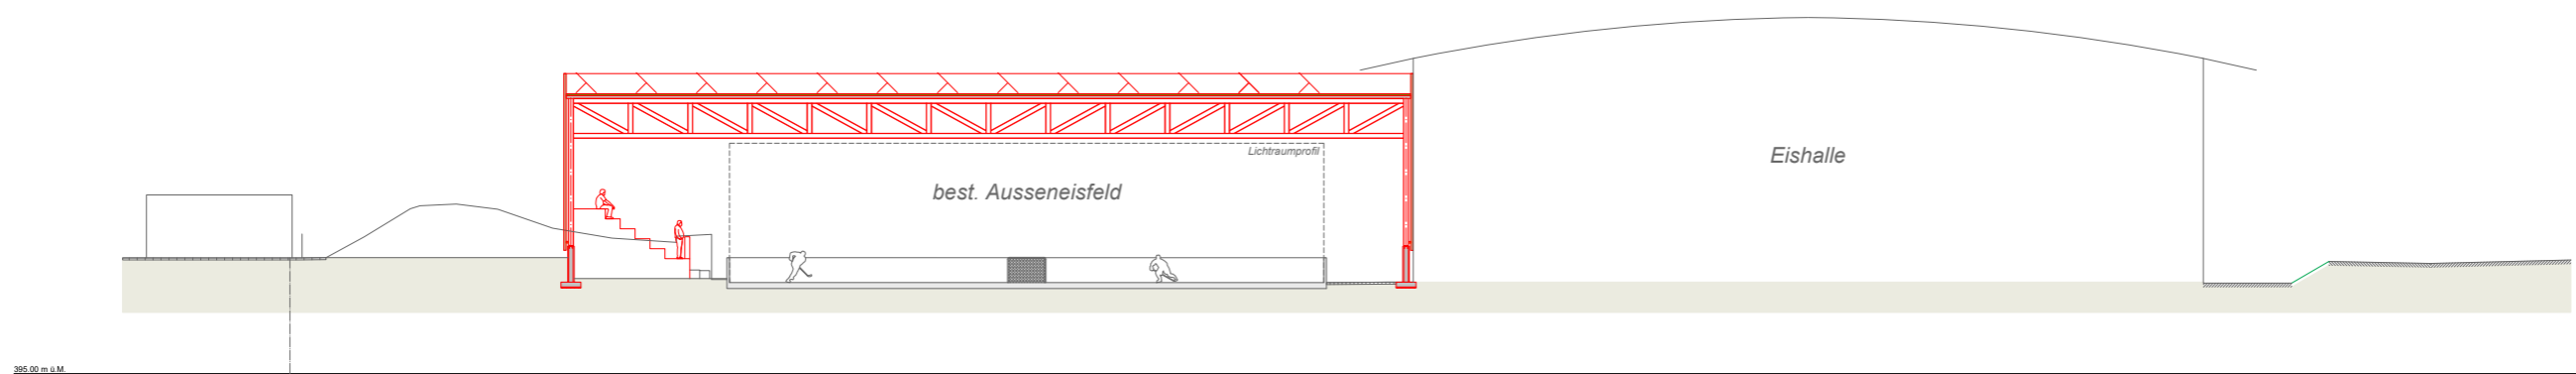 Lichtraumprofil
Eishalle
best. Ausseneisfeld
395.00 m ü.M.